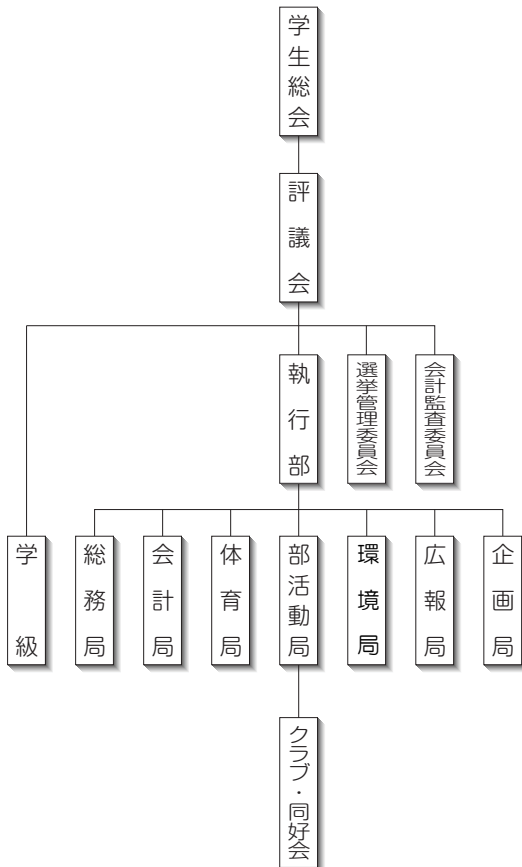 学生総会
評議会
執行部
選挙管理委員会
会計監査委員会
学級
総務局
会計局
体育局
部活動局
環境局
広報局
企画局
クラブ・同好会